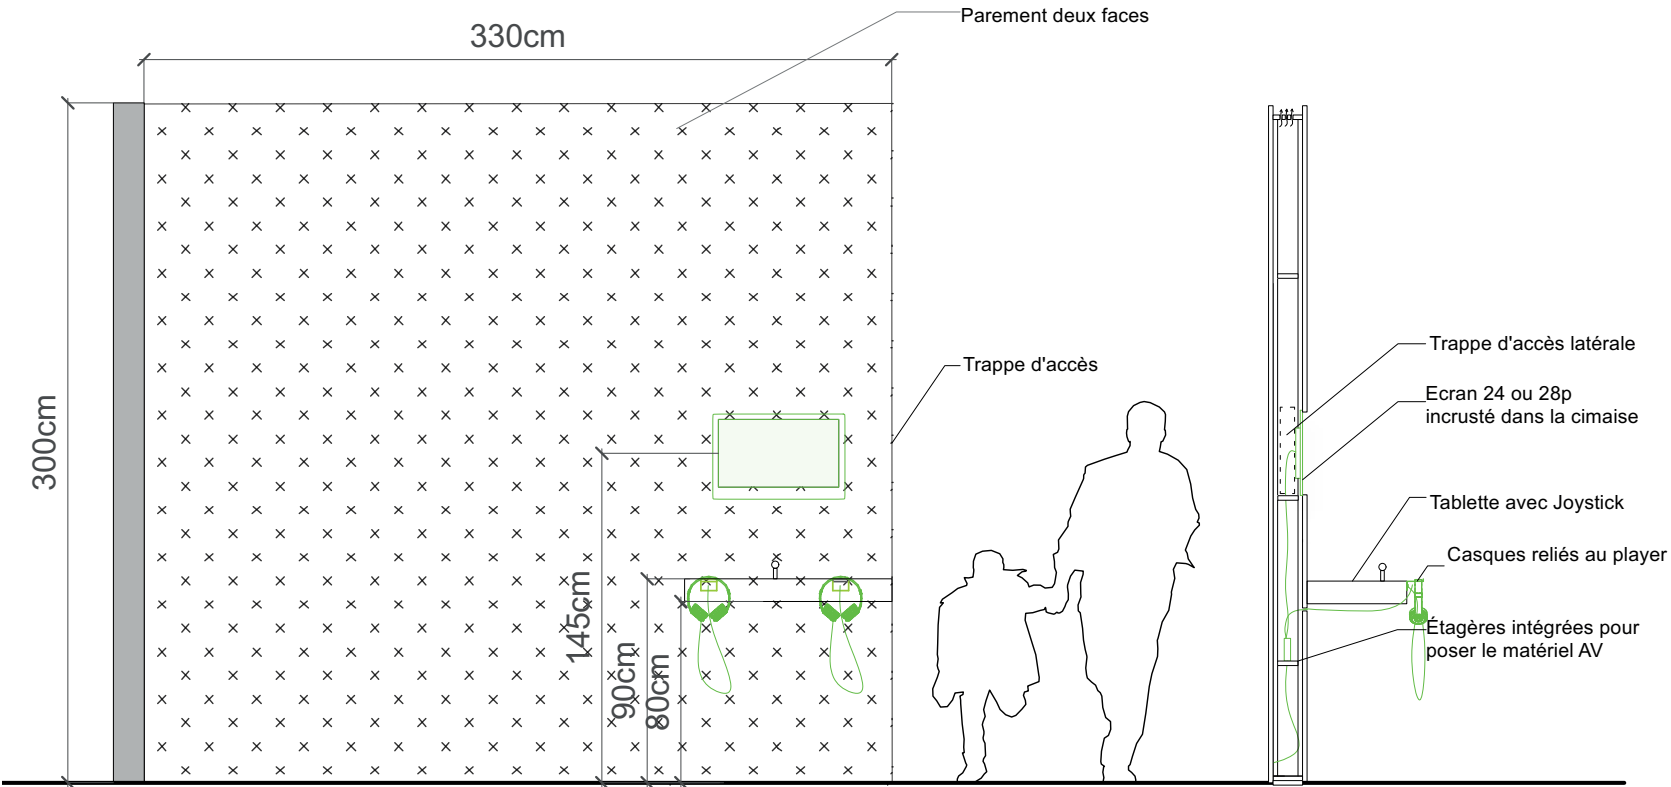 Parement deux faces
330cm
300cm
Trappe d'accès
Trappe d'accès latérale
Ecran 24 ou 28p
incrusté dans la cimaise
Tablette avec Joystick
Casques reliés au player
Étagères intégrées pour
poser le matériel AV
145cm
90cm
80cm